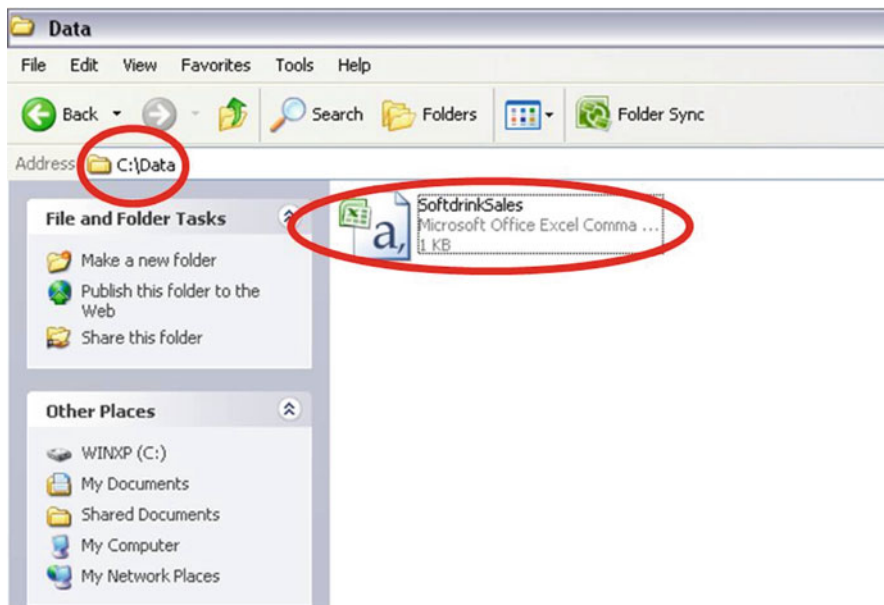 Data
File Edit View Favorites Tools Help
Back Search Folders Folder Sync
Address C:\Data
File and Folder Tasks
Make a new folder
Publish this folder to the
Web
Share this folder
Other Places
WINXP (C:)
My Documents
Shared Documents
My Computer
My Network Places
a,
SoftdrinkSales
Microsoft Office Excel Comma ...
1 KB